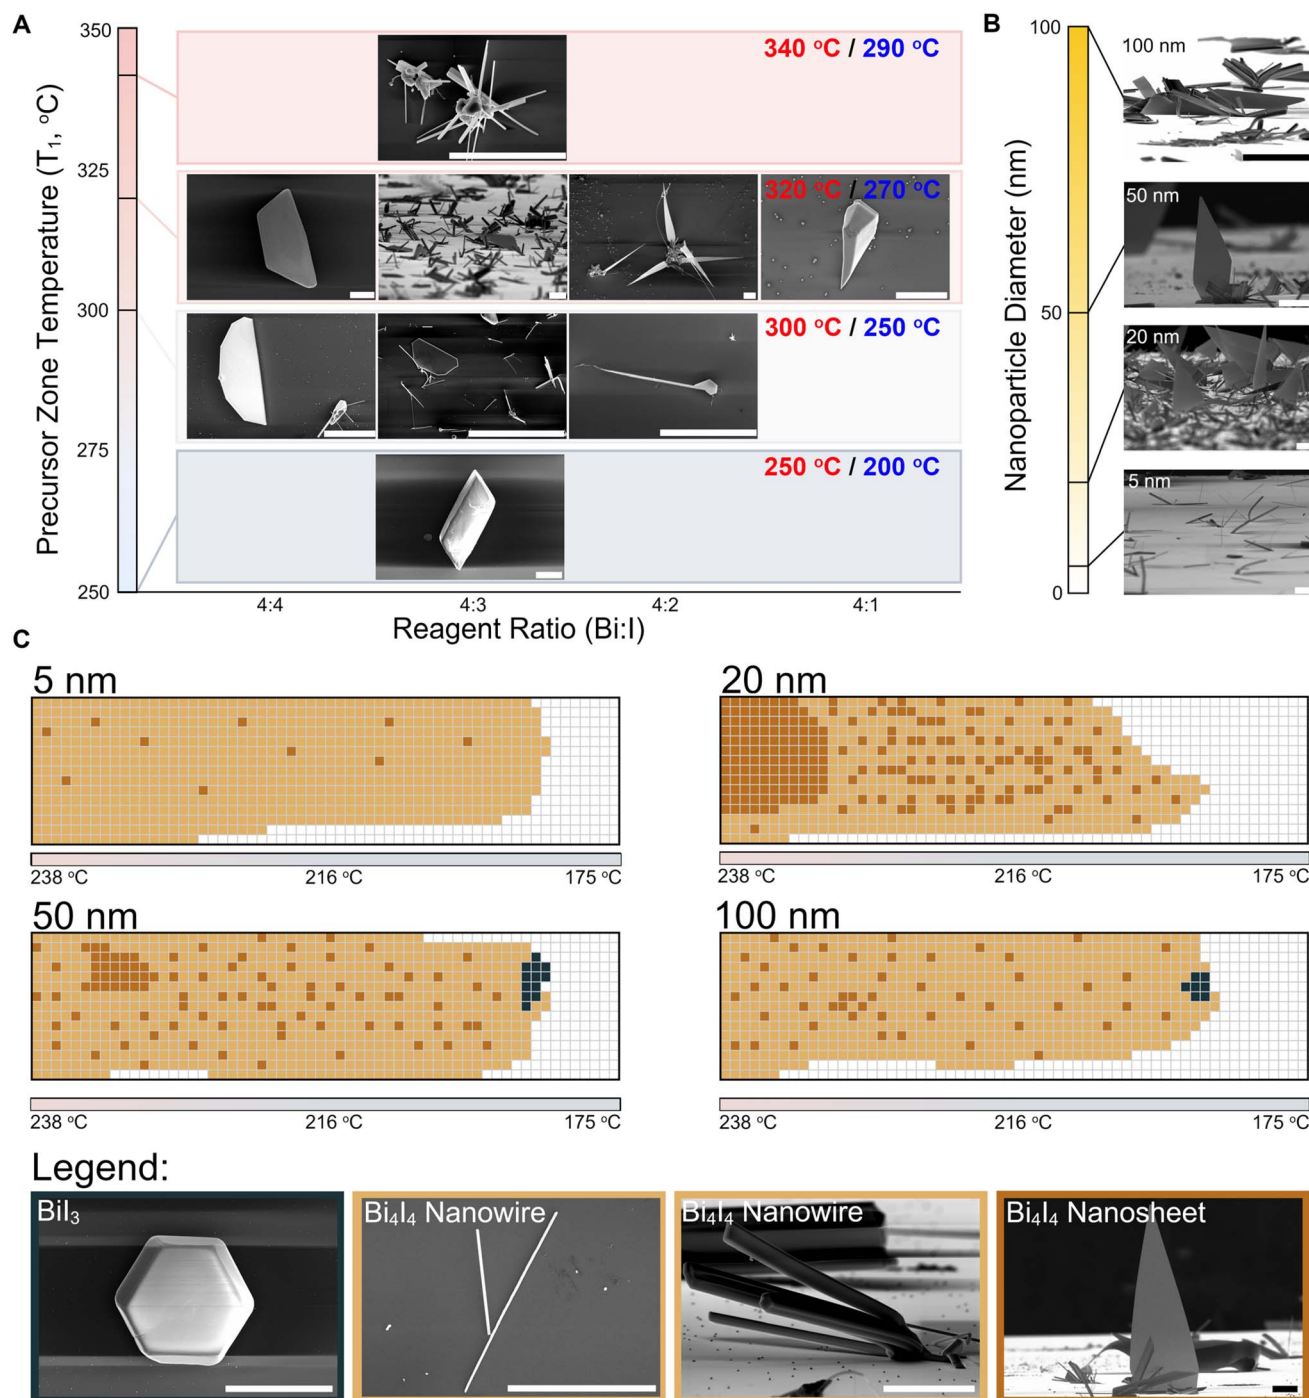 A
350
325
300
275
250
Precursor Zone Temperature (T₁, °C)
340 °C / 290 °C
320 °C / 270 °C
300 °C / 250 °C
250 °C / 200 °C
4:4
4:3
4:2
4:1
Reagent Ratio (Bi:I)
B
100
50
0
Nanoparticle Diameter (nm)
100 nm
50 nm
20 nm
5 nm
C
5 nm
238 °C
216 °C
175 °C
20 nm
238 °C
216 °C
175 °C
50 nm
238 °C
216 °C
175 °C
100 nm
238 °C
216 °C
175 °C
Legend:
BiI₃
Bi₄I₄ Nanowire
Bi₄I₄ Nanowire
Bi₄I₄ Nanosheet